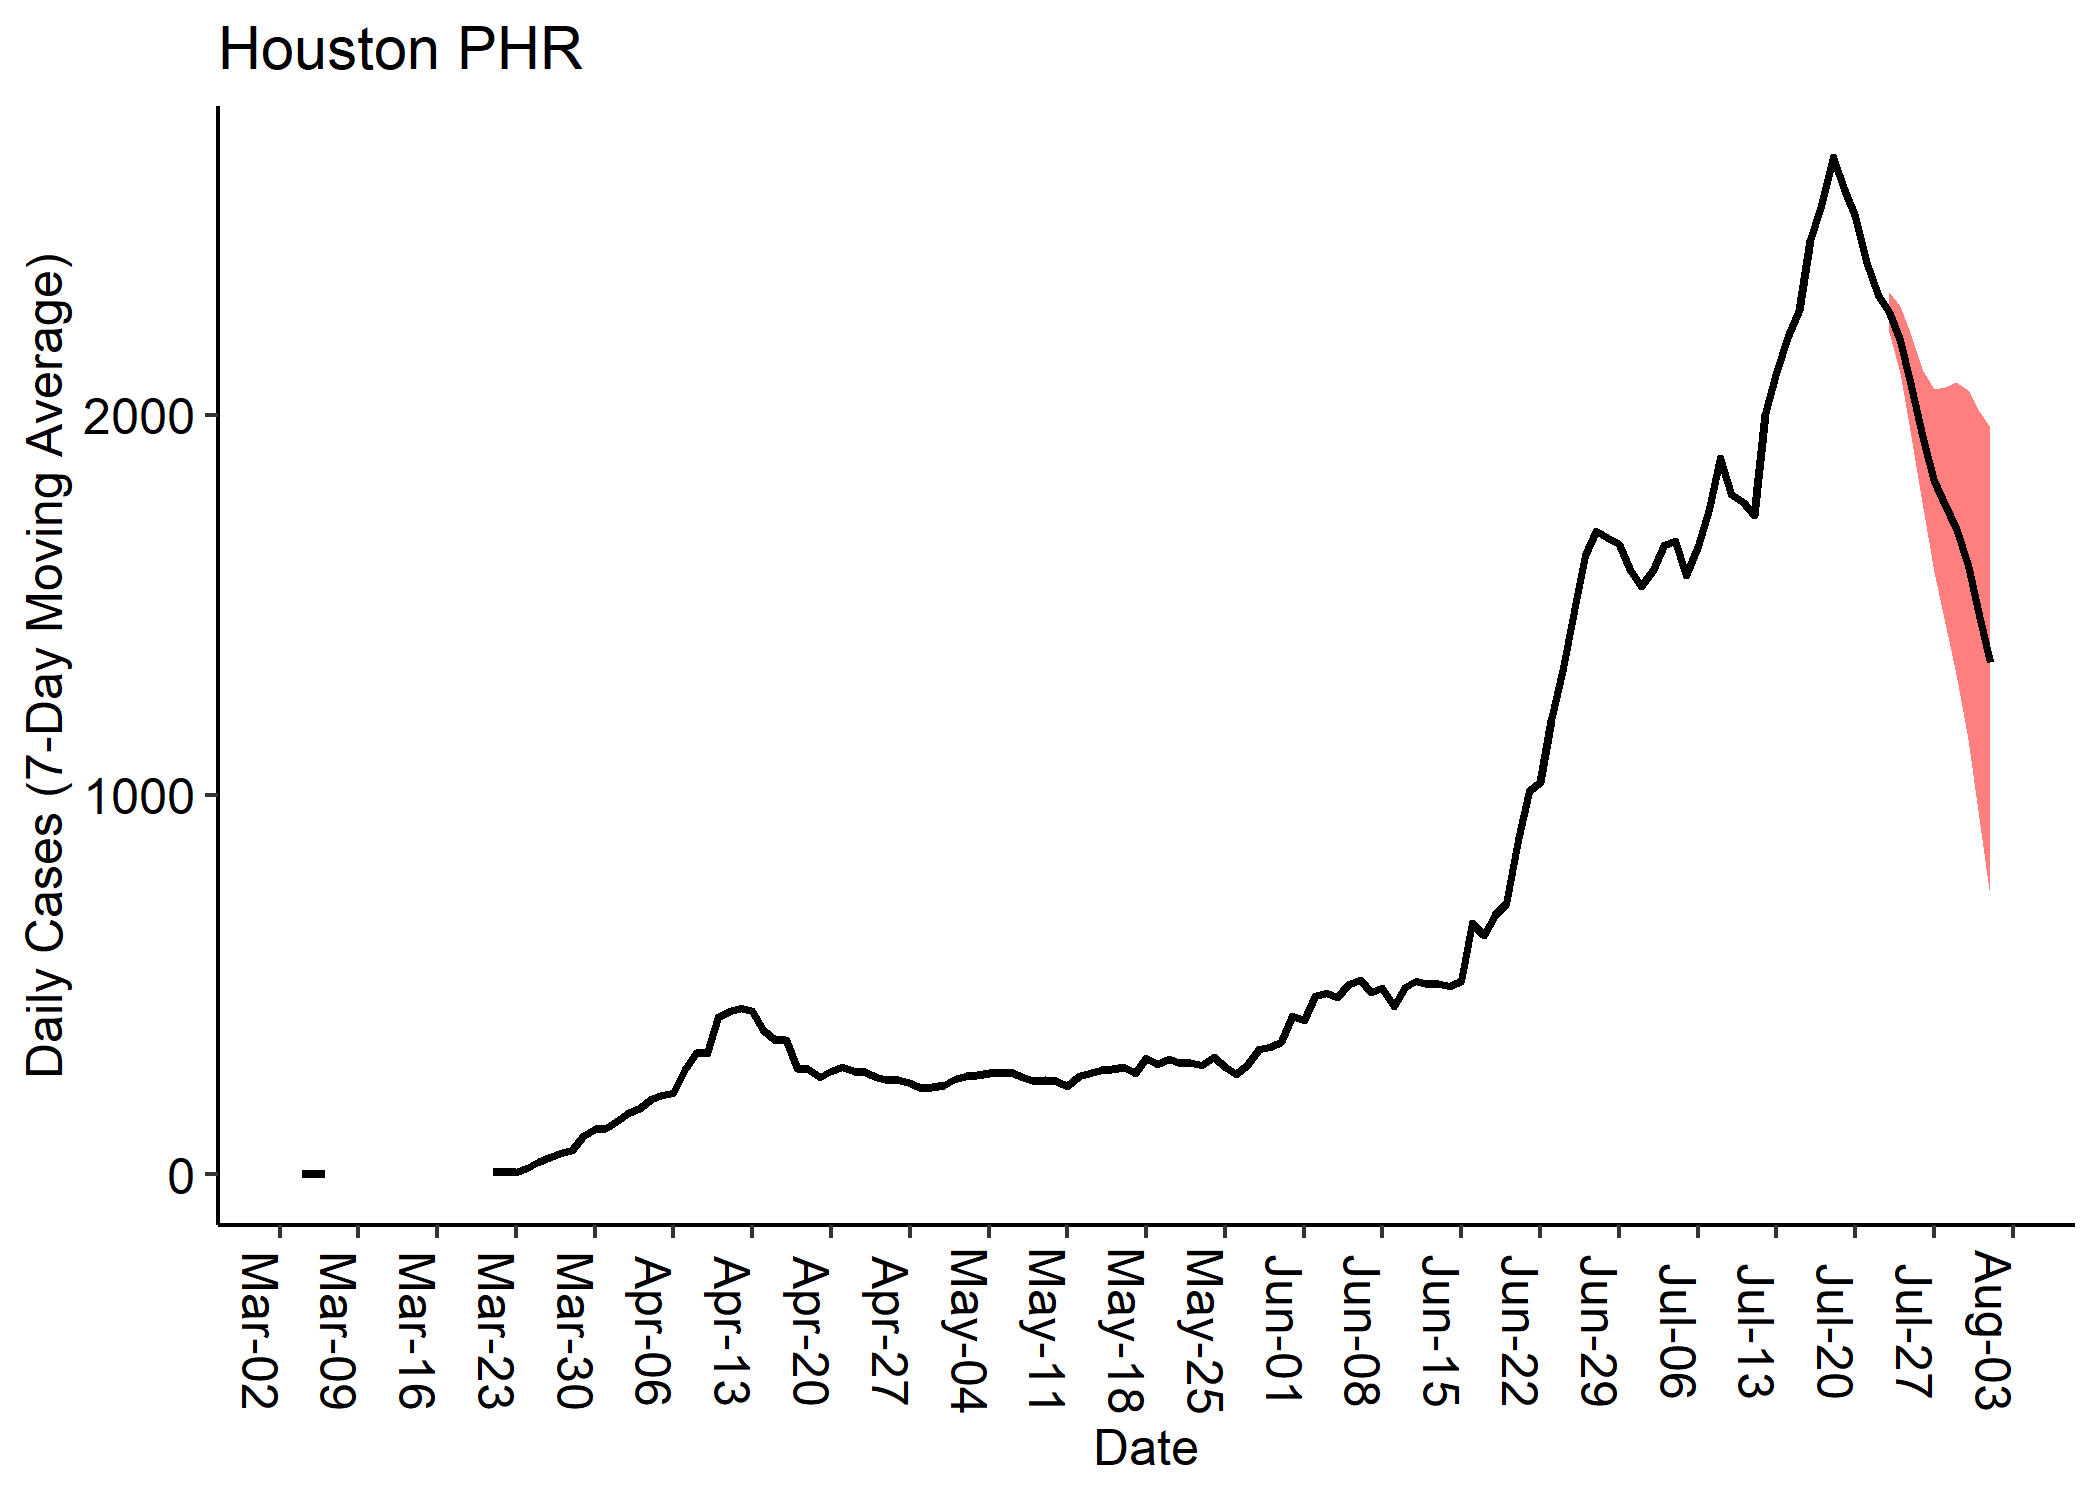 Houston PHR
Daily Cases (7-Day Moving Average)
2000
1000
0
Mar-02
Mar-09
Mar-16
Mar-23
Mar-30
Apr-06
Apr-13
Apr-20
Apr-27
May-04
May-11
May-18
May-25
Jun-01
Jun-08
Jun-15
Jun-22
Jun-29
Jul-06
Jul-13
Jul-20
Jul-27
Aug-03
Date